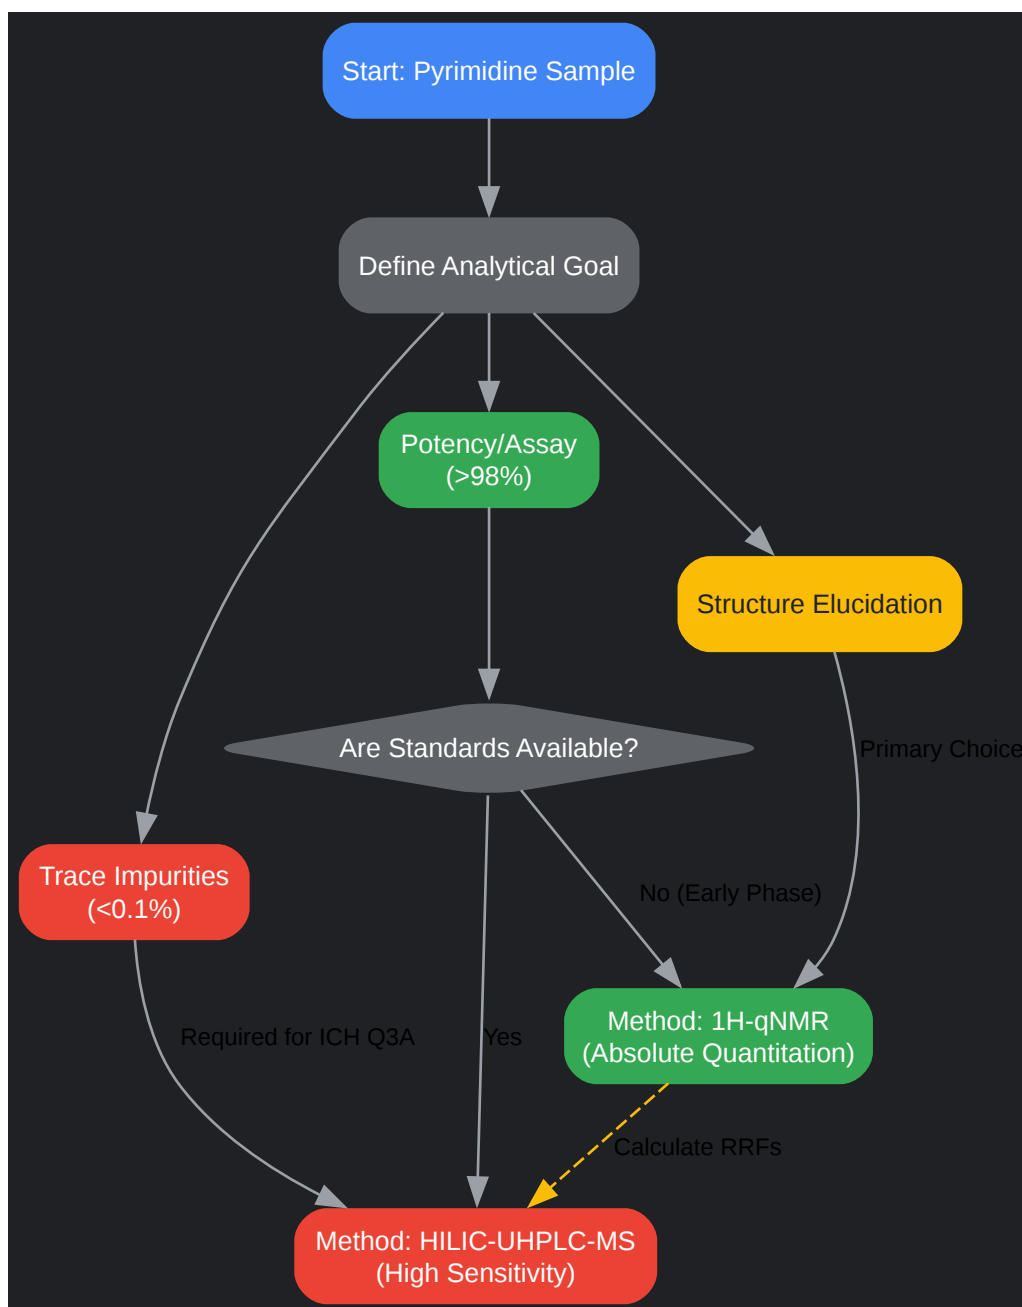 Start: Pyrimidine Sample
Define Analytical Goal
Potency/Assay
(>98%)
Structure Elucidation
Are Standards Available?
Primary Choice
Trace Impurities
(<0.1%)
No (Early Phase)
Required for ICH Q3A
Yes
Method: 1H-qNMR
(Absolute Quantitation)
Calculate RRFs
Method: HILIC-UHPLC-MS
(High Sensitivity)